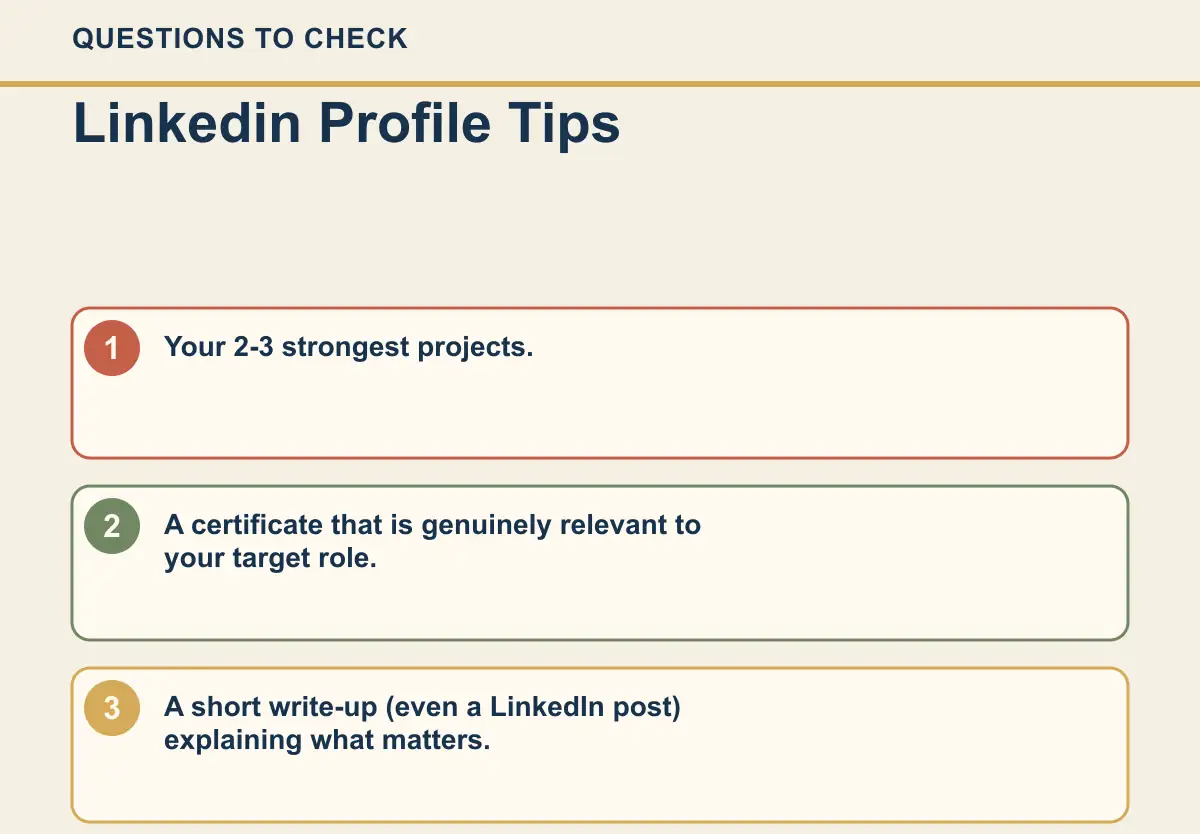 QUESTIONS TO CHECK
Linkedin Profile Tips
1
Your 2-3 strongest projects.
2
A certificate that is genuinely relevant to
your target role.
3
A short write-up (even a LinkedIn post)
explaining what matters.